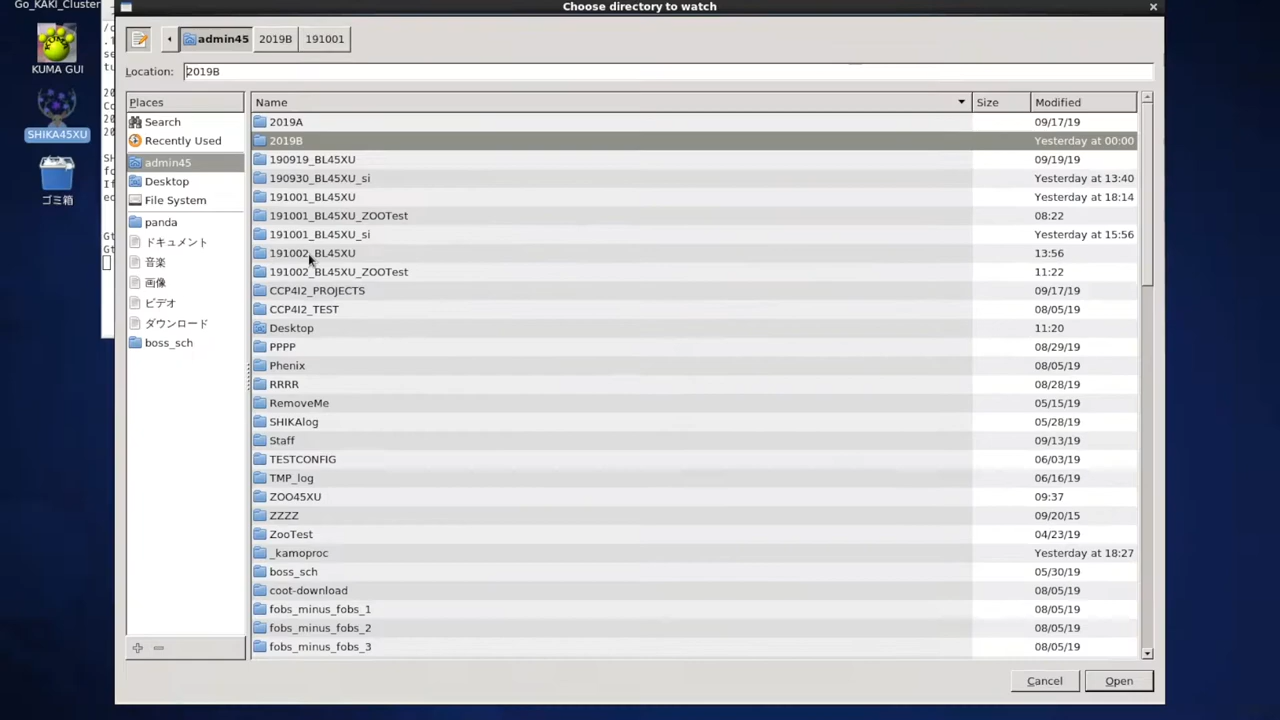 Go_KAKI_Cluster
Choose directory to watch
admin45 2019B 191001
KUMA GUI
Location: 2019B
Places
Name Size Modified
Search
Recently Used
admin45
Desktop
File System
panda
ドキュメント
音楽
画像
ビデオ
ダウンロード
boss_sch
SHIKA45XU
ゴミ箱
2019A 09/17/19
2019B Yesterday at 00:00
190919_BL45XU 09/19/19
190930_BL45XU_si Yesterday at 13:40
191001_BL45XU Yesterday at 18:14
191001_BL45XU_ZOOTest 08:22
191001_BL45XU_si Yesterday at 15:56
191002_BL45XU 13:56
191002_BL45XU_ZOOTest 11:22
CCP4I2_PROJECTS 09/17/19
CCP4I2_TEST 08/05/19
Desktop 11:20
PPPP 08/29/19
Phenix 08/05/19
RRRR 08/28/19
RemoveMe 05/15/19
SHIKAlog 05/28/19
Staff 09/13/19
TESTCONFIG 06/03/19
TMP_log 06/16/19
ZOO45XU 09:37
ZZZZ 09/20/15
ZooTest 04/23/19
_kamoproc Yesterday at 18:27
boss_sch 05/30/19
coot-download 08/05/19
fobs_minus_fobs_1 08/05/19
fobs_minus_fobs_2 08/05/19
fobs_minus_fobs_3 08/05/19
Cancel Open